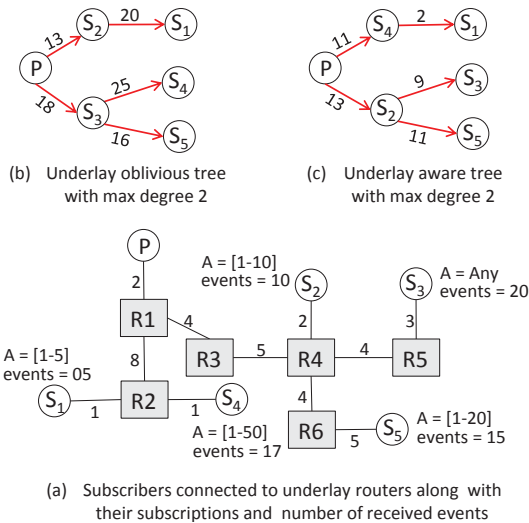 13
20
P
S2
S1
18
25
S3
S4
16
S5
(b) Underlay oblivious tree
with max degree 2
11
2
P
S4
S1
13
9
S2
S3
11
S5
(c) Underlay aware tree
with max degree 2
P
2
R1
4
8
R3
5
R4
4
R5
A = [1-10]
events = 10
S2
2
A = Any
events = 20
S3
3
A = [1-5]
events = 05
S1
1
R2
1
S4
A = [1-50]
events = 17
4
R6
5
S5
A = [1-20]
events = 15
(a) Subscribers connected to underlay routers along with
their subscriptions and number of received events